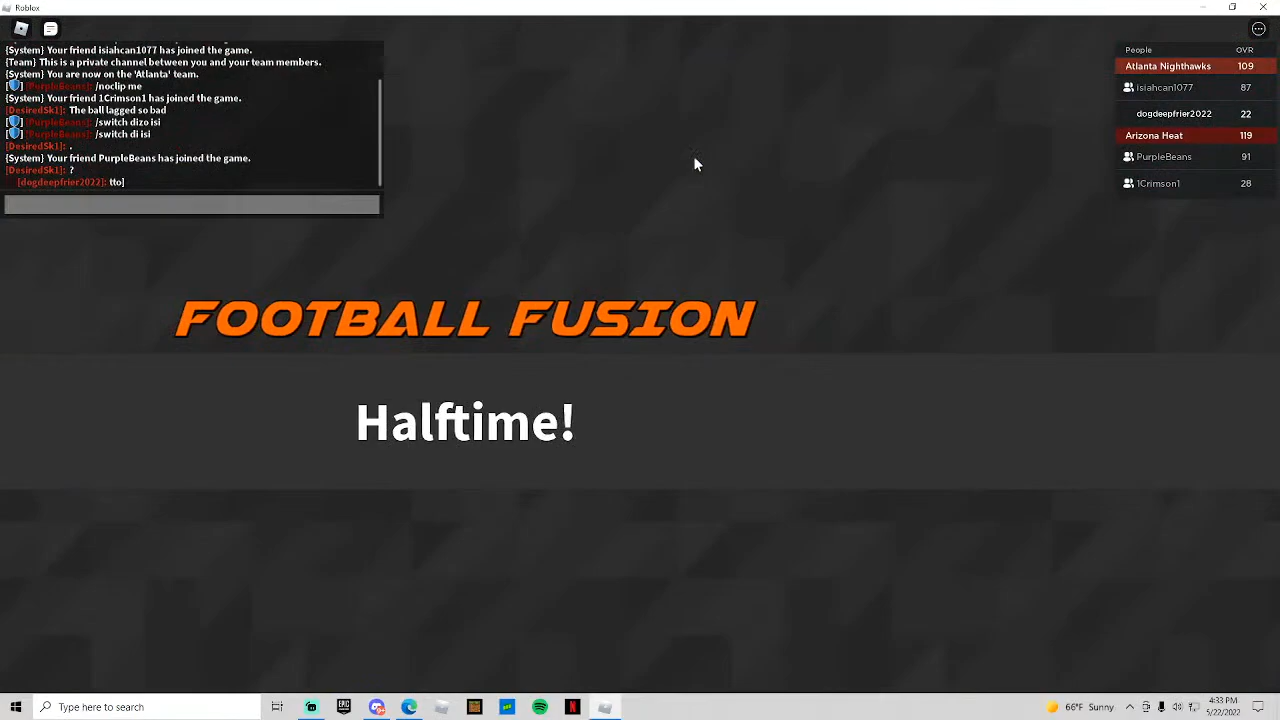 Roblox
{System} Your friend isiahcan1077 has joined the game.
{Team} This is a private channel between you and your team members.
{System} You are now on the 'Atlanta' team.
[PurpleBeans]: /noclip me
{System} Your friend 1Crimson1 has joined the game.
[DesiredSk1]: The ball lagged so bad
[PurpleBeans]: /switch dizo isi
[PurpleBeans]: /switch di isi
[DesiredSk1]: .
{System} Your friend PurpleBeans has joined the game.
[DesiredSk1]: ?
[dogdeepfrier2022]: tto]
People OVR
Atlanta Nighthawks 109
isiahcan1077 87
dogdeepfrier2022 22
Arizona Heat 119
PurpleBeans 91
1Crimson1 28
FOOTBALL FUSION
Halftime!
Type here to search
EPIC
66°F Sunny
4:33 PM
5/22/2022